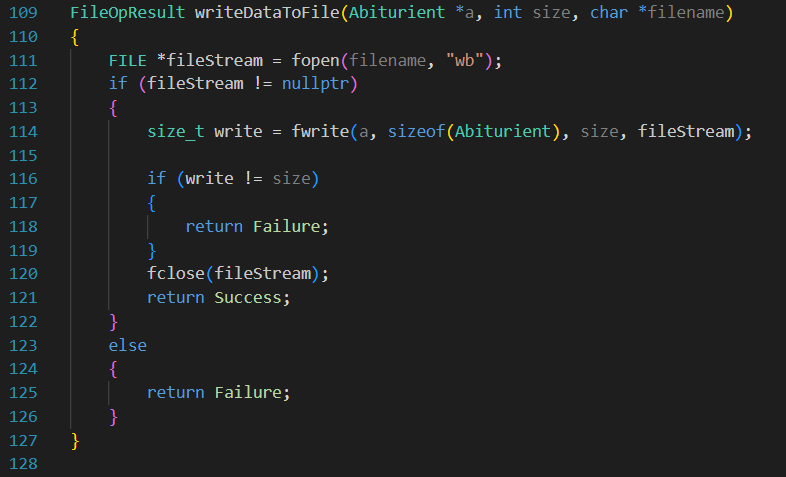 109 FileOpResult writeDataToFile(Abiturient *a, int size, char *filename)
110 {
111     FILE *fileStream = fopen(filename, "wb");
112     if (fileStream != nullptr)
113     {
114         size_t write = fwrite(a, sizeof(Abiturient), size, fileStream);
115
116         if (write != size)
117         {
118             return Failure;
119         }
120         fclose(fileStream);
121         return Success;
122     }
123     else
124     {
125         return Failure;
126     }
127 }
128